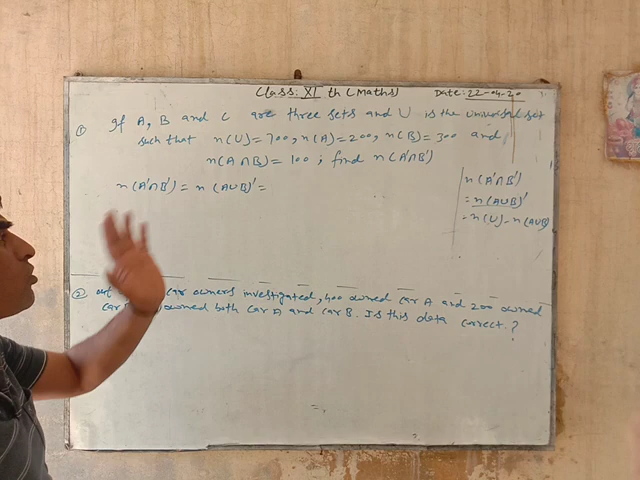 Class: XI th (Maths) Date: 22-04-20
① If A, B and C are three sets and U is the universal set
such that n(U)=700, n(A)=200, n(B)=300 and
n(A∩B)=100; find n(A'∩B')
n(A'∩B') = n(A∪B)' =
n(A'∩B')
= n(A∪B)'
= n(U)-n(A∪B)
② out car owners investigated, 400 owned car A and 200 owned
car owned both car A and car B. Is this data correct?